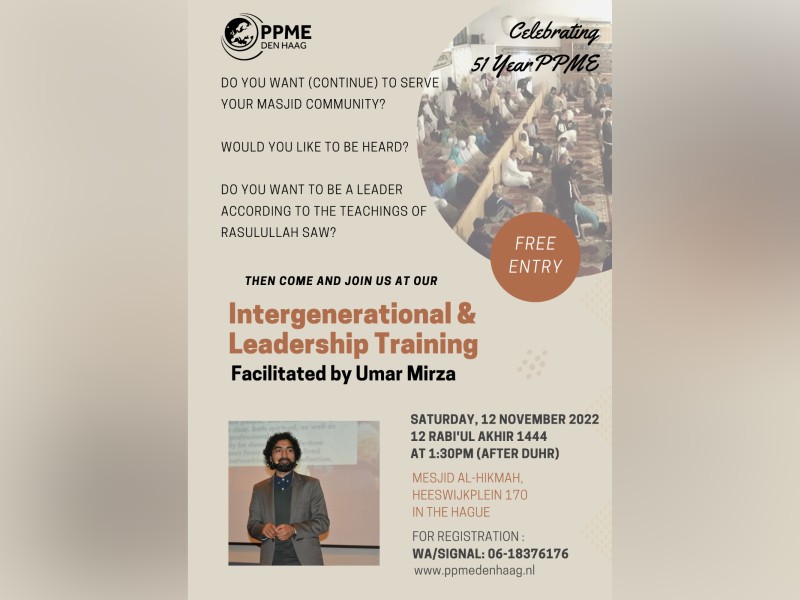 PPME
DEN HAAG
Celebrating
51 Year PPME
DO YOU WANT (CONTINUE) TO SERVE
YOUR MASJID COMMUNITY?
WOULD YOU LIKE TO BE HEARD?
DO YOU WANT TO BE A LEADER
ACCORDING TO THE TEACHINGS OF
RASULULLAH SAW?
FREE
ENTRY
THEN COME AND JOIN US AT OUR
Intergenerational &
Leadership Training
Facilitated by Umar Mirza
SATURDAY, 12 NOVEMBER 2022
12 RABI'UL AKHIR 1444
AT 1:30PM (AFTER DUHR)
MESJID AL-HIKMAH,
HEESWIJKPLEIN 170
IN THE HAGUE
FOR REGISTRATION :
WA/SIGNAL: 06-18376176
www.ppmedenhaag.nl